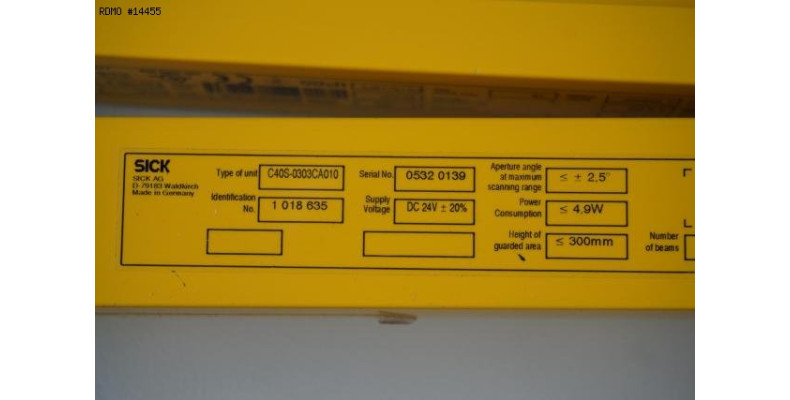 RDMO #14455
SICK
SICK AG
D-79183 Waldkirch
Made in Germany
Type of unit C40S-0303CA010
Identification No. 1 018 635
Serial No. 0532 0139
Supply Voltage DC 24V ± 20%
Aperture angle at maximum scanning range ≤ ± 2,5°
Power Consumption ≤ 4,9W
Height of guarded area ≤ 300mm
Number of beams